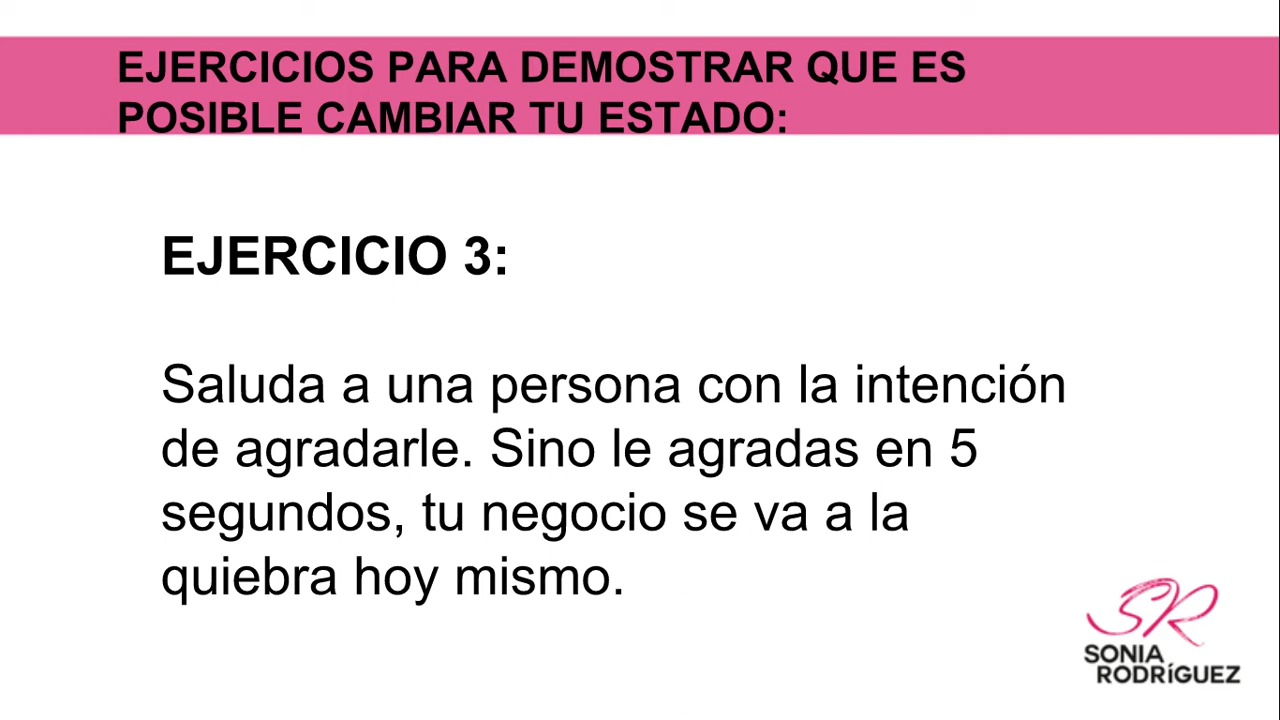 EJERCICIOS PARA DEMOSTRAR QUE ES
POSIBLE CAMBIAR TU ESTADO:
EJERCICIO 3:
Saluda a una persona con la intención
de agradarle. Sino le agradas en 5
segundos, tu negocio se va a la
quiebra hoy mismo.
SR
SONIA
RODRÍGUEZ